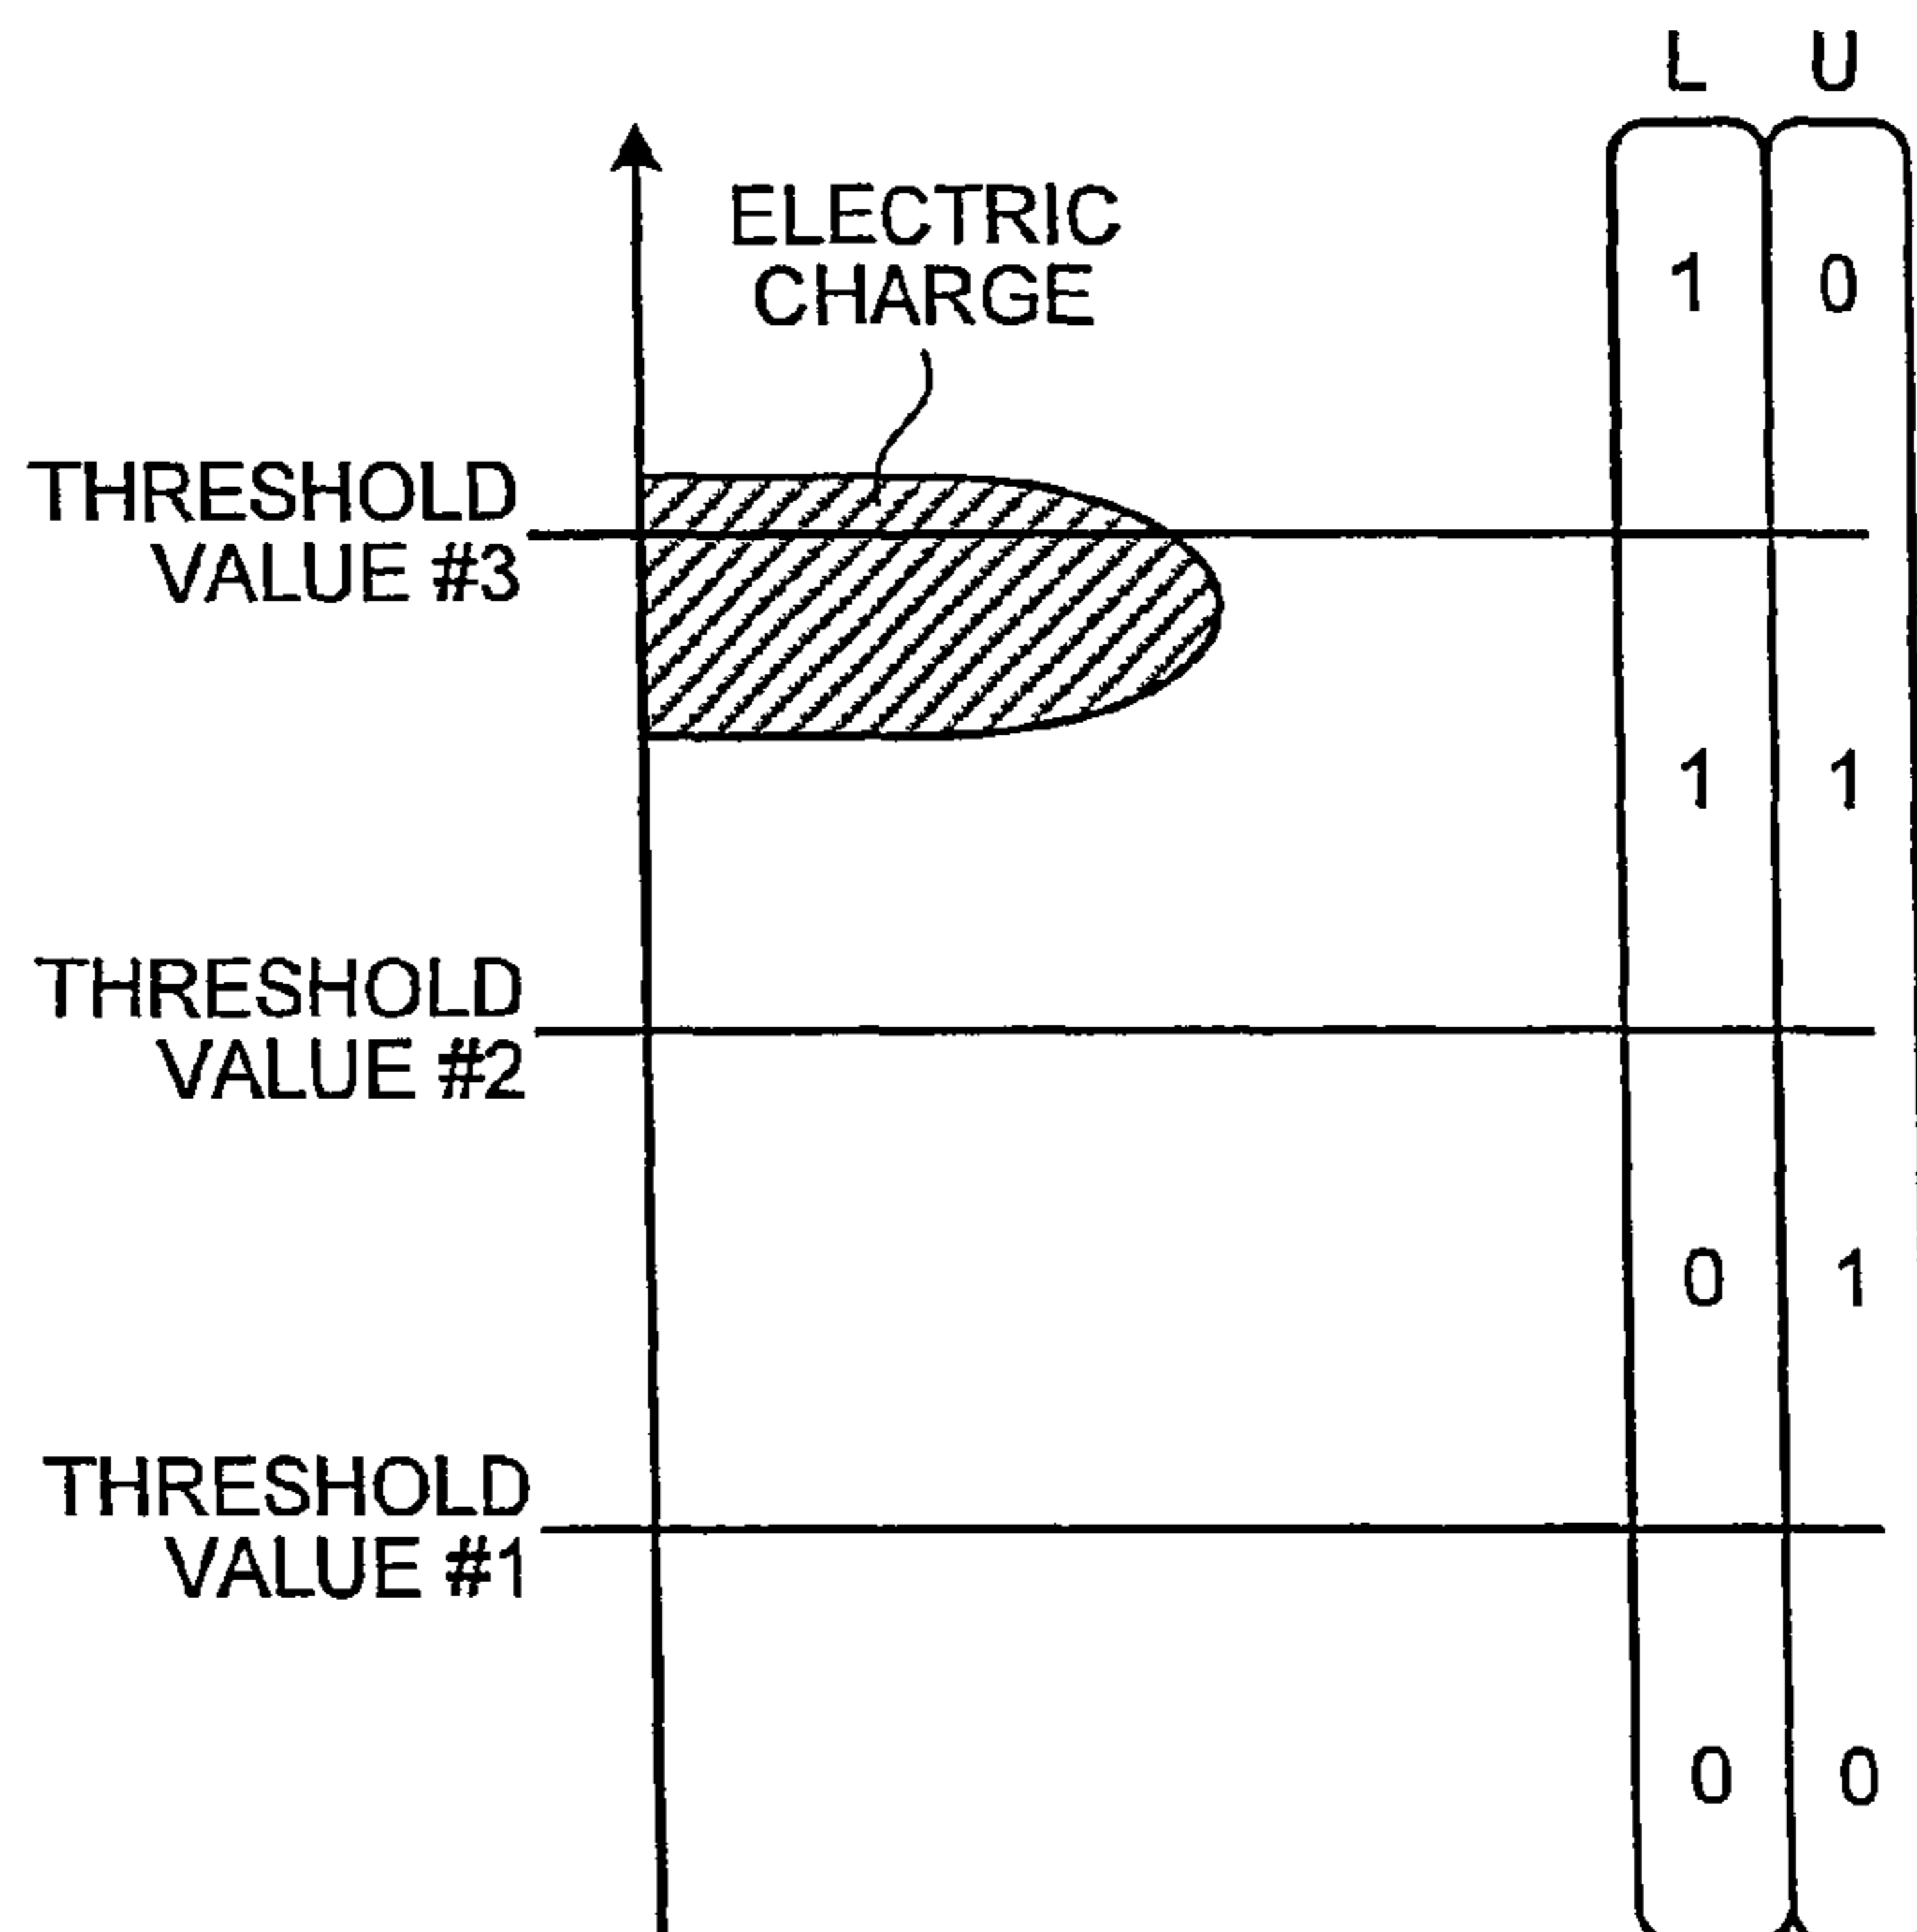 L U
ELECTRIC
CHARGE
1 0
THRESHOLD
VALUE #3
1 1
THRESHOLD
VALUE #2
0 1
THRESHOLD
VALUE #1
0 0